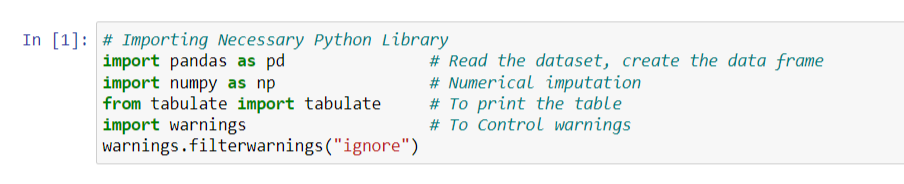 In [1]: # Importing Necessary Python Library
import pandas as pd # Read the dataset, create the data frame
import numpy as np # Numerical imputation
from tabulate import tabulate # To print the table
import warnings # To Control warnings
warnings.filterwarnings("ignore")